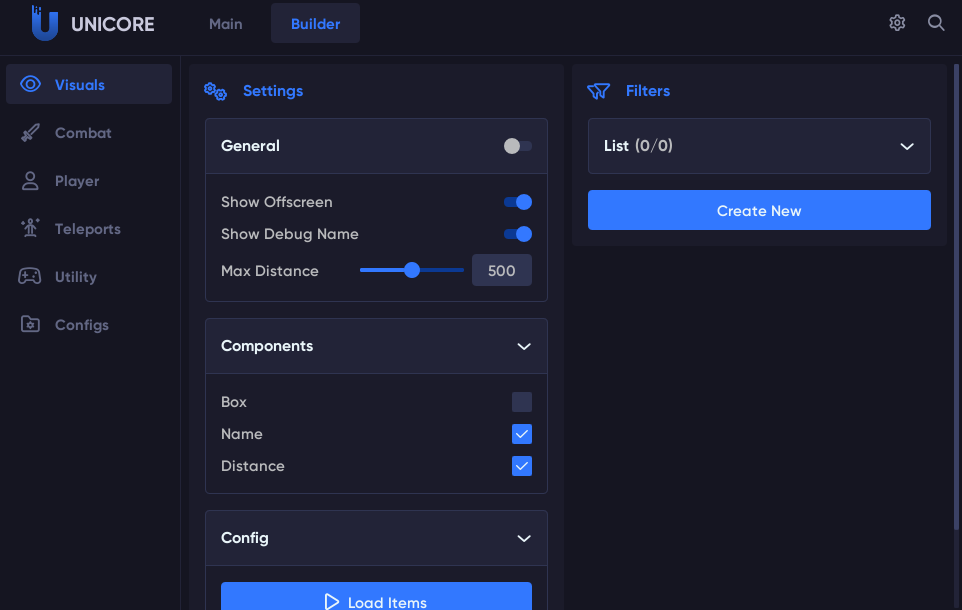 UNICORE
Main
Builder
Visuals
Combat
Player
Teleports
Utility
Configs
Settings
General
Show Offscreen
Show Debug Name
Max Distance 500
Components
Box
Name
Distance
Config
Load Items
Filters
List (0/0)
Create New